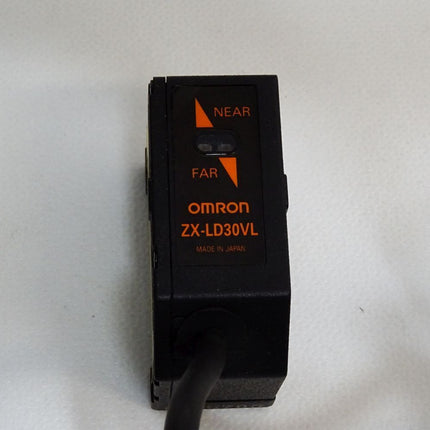 NEAR
FAR
OMRON
ZX-LD30VL
MADE IN JAPAN